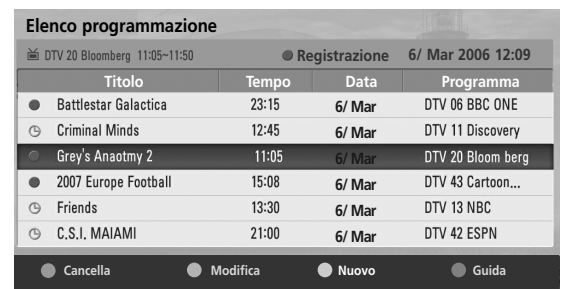 Elenco programmazione
DTV 20 Bloomberg 11:05~11:50 Registrazione 6/ Mar 2006 12:09
Titolo Tempo Data Programma
Battlestar Galactica 23:15 6/ Mar DTV 06 BBC ONE
Criminal Minds 12:45 6/ Mar DTV 11 Discovery
Grey's Anaotmy 2 11:05 6/ Mar DTV 20 Bloom berg
2007 Europe Football 15:08 6/ Mar DTV 43 Cartoon...
Friends 13:30 6/ Mar DTV 13 NBC
C.S.I. MAIAMI 21:00 6/ Mar DTV 42 ESPN
Cancella Modifica Nuovo Guida